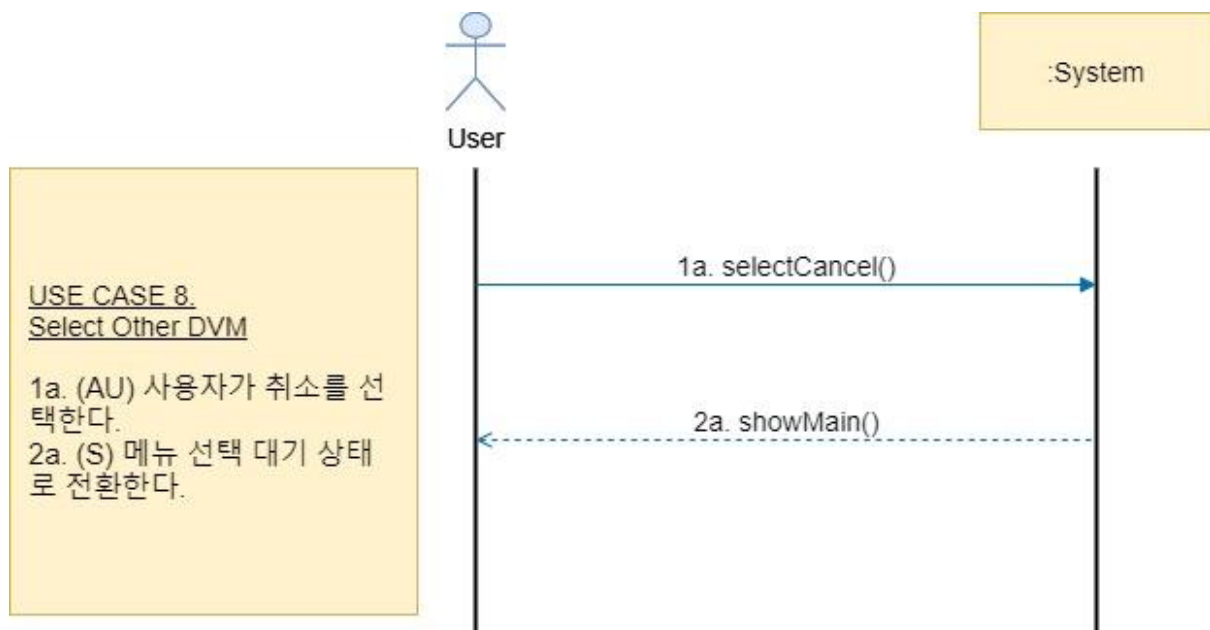 User
:System
USE CASE 8.
Select Other DVM
1a. (AU) 사용자가 취소를 선
택한다.
2a. (S) 메뉴 선택 대기 상태
로 전환한다.
1a. selectCancel()
2a. showMain()